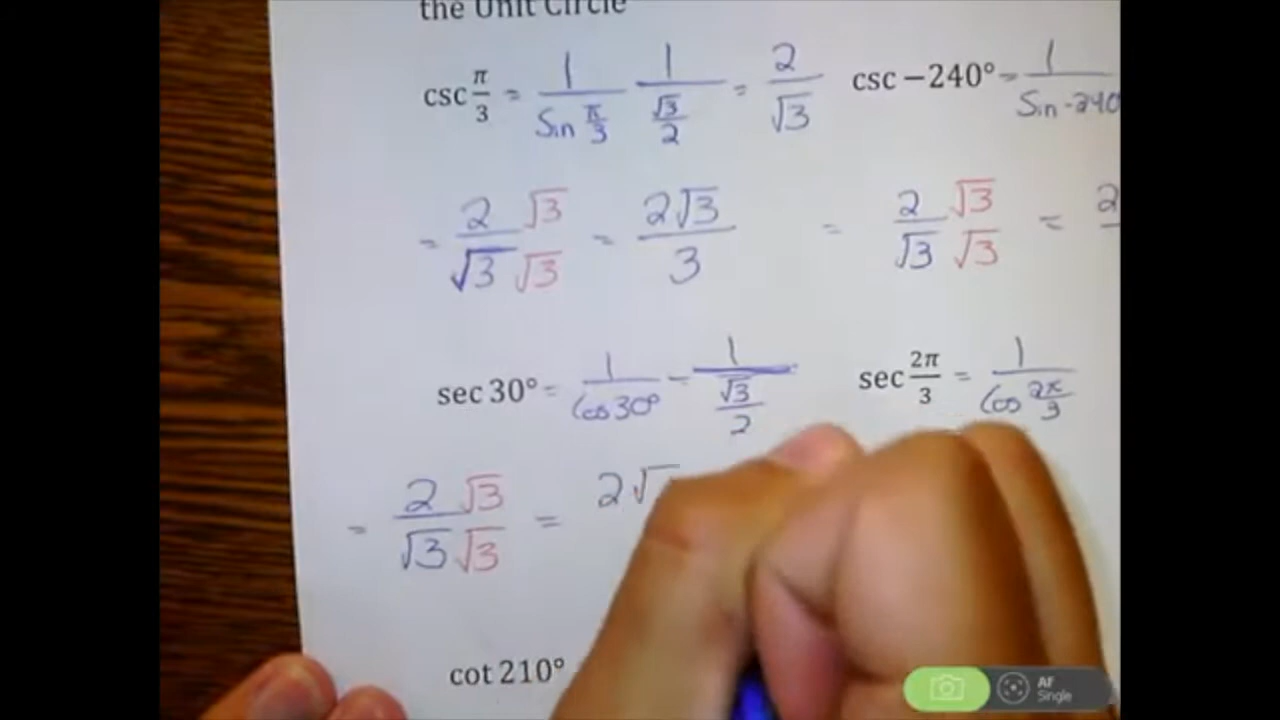 the Unit Circle
csc π/3 = 1/Sin π/3 1/(√3/2) = 2/√3
csc −240° = 1/Sin -240
= 2√3/√3√3 = 2√3/3
= 2√3/√3√3 = 2
sec 30° = 1/Cos 30° = 1/(√3/2)
sec 2π/3 = 1/Cos 2π/3
= 2√3/√3√3 = 2√
cot 210°
AF
Single